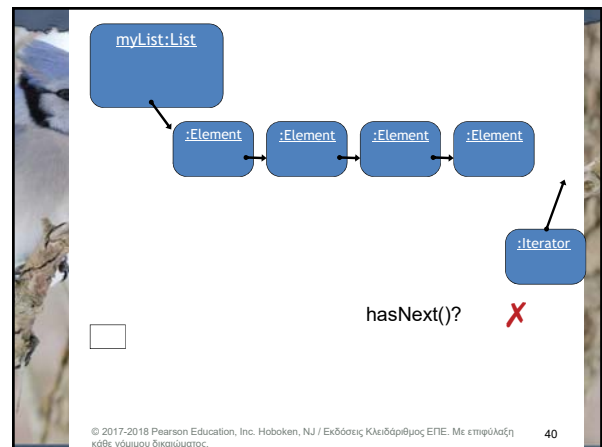 myList:List
:Element :Element :Element :Element
:Iterator
hasNext()? ✗
© 2017-2018 Pearson Education, Inc. Hoboken, NJ / Εκδόσεις Κλειδάριθμος ΕΠΕ. Με επιφύλαξη
κάθε νόμιμου δικαιώματος.
40